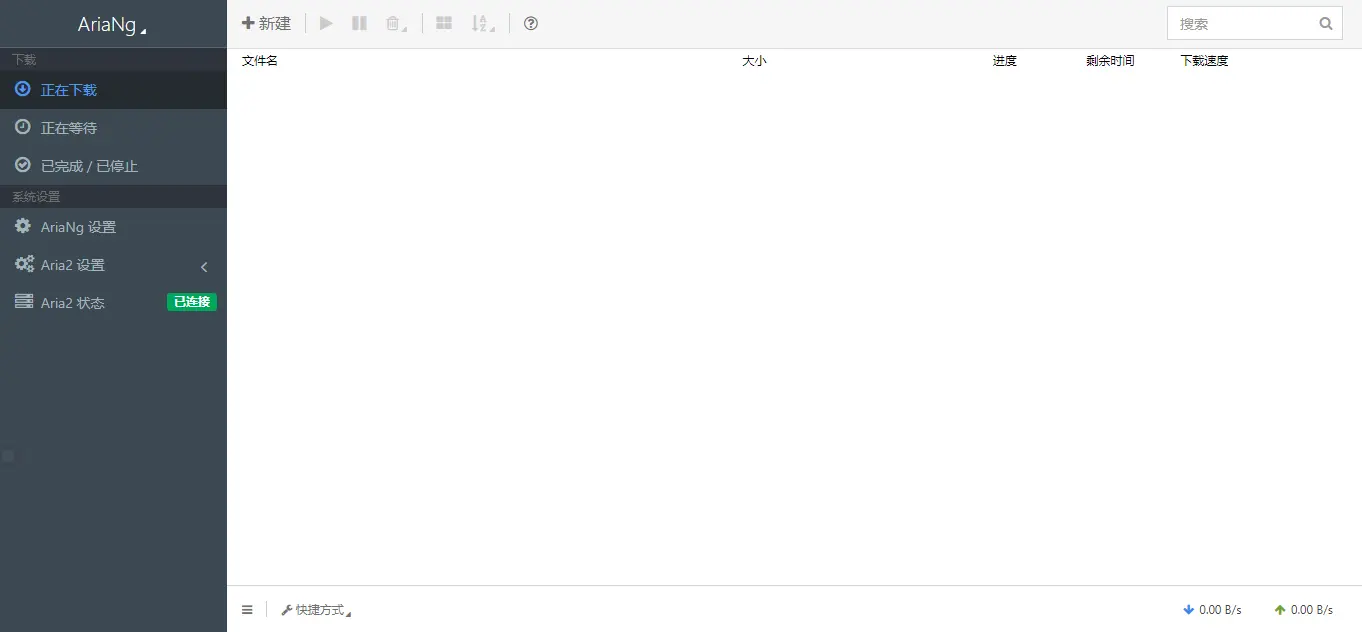 AriaNg
新建
搜索
下载
正在下载
正在等待
已完成 / 已停止
系统设置
AriaNg 设置
Aria2 设置
Aria2 状态 已连接
文件名 大小 进度 剩余时间 下载速度
快捷方式 0.00 B/s 0.00 B/s